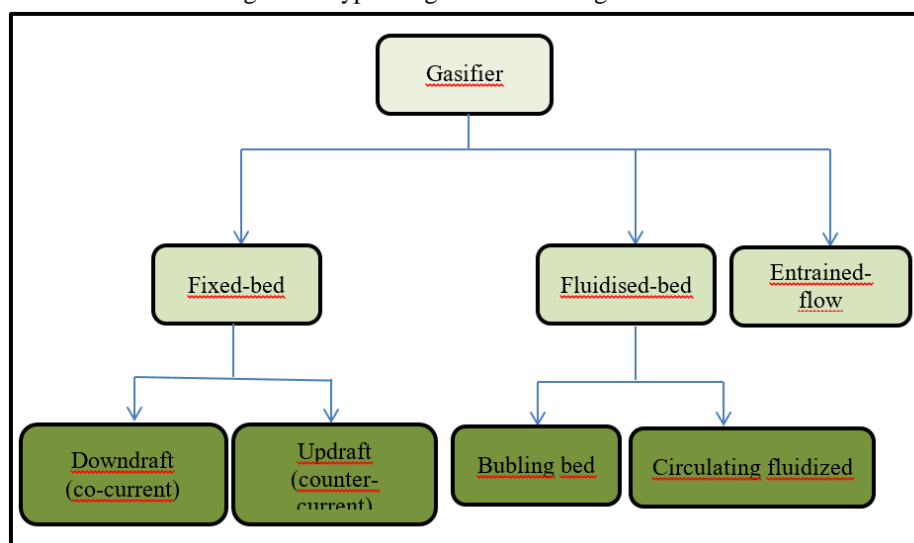 Gasifier
Fixed-bed
Fluidised-bed
Entrained-
flow
Downdraft
(co-current)
Updraft
(counter-
current)
Bubling bed
Circulating fluidized